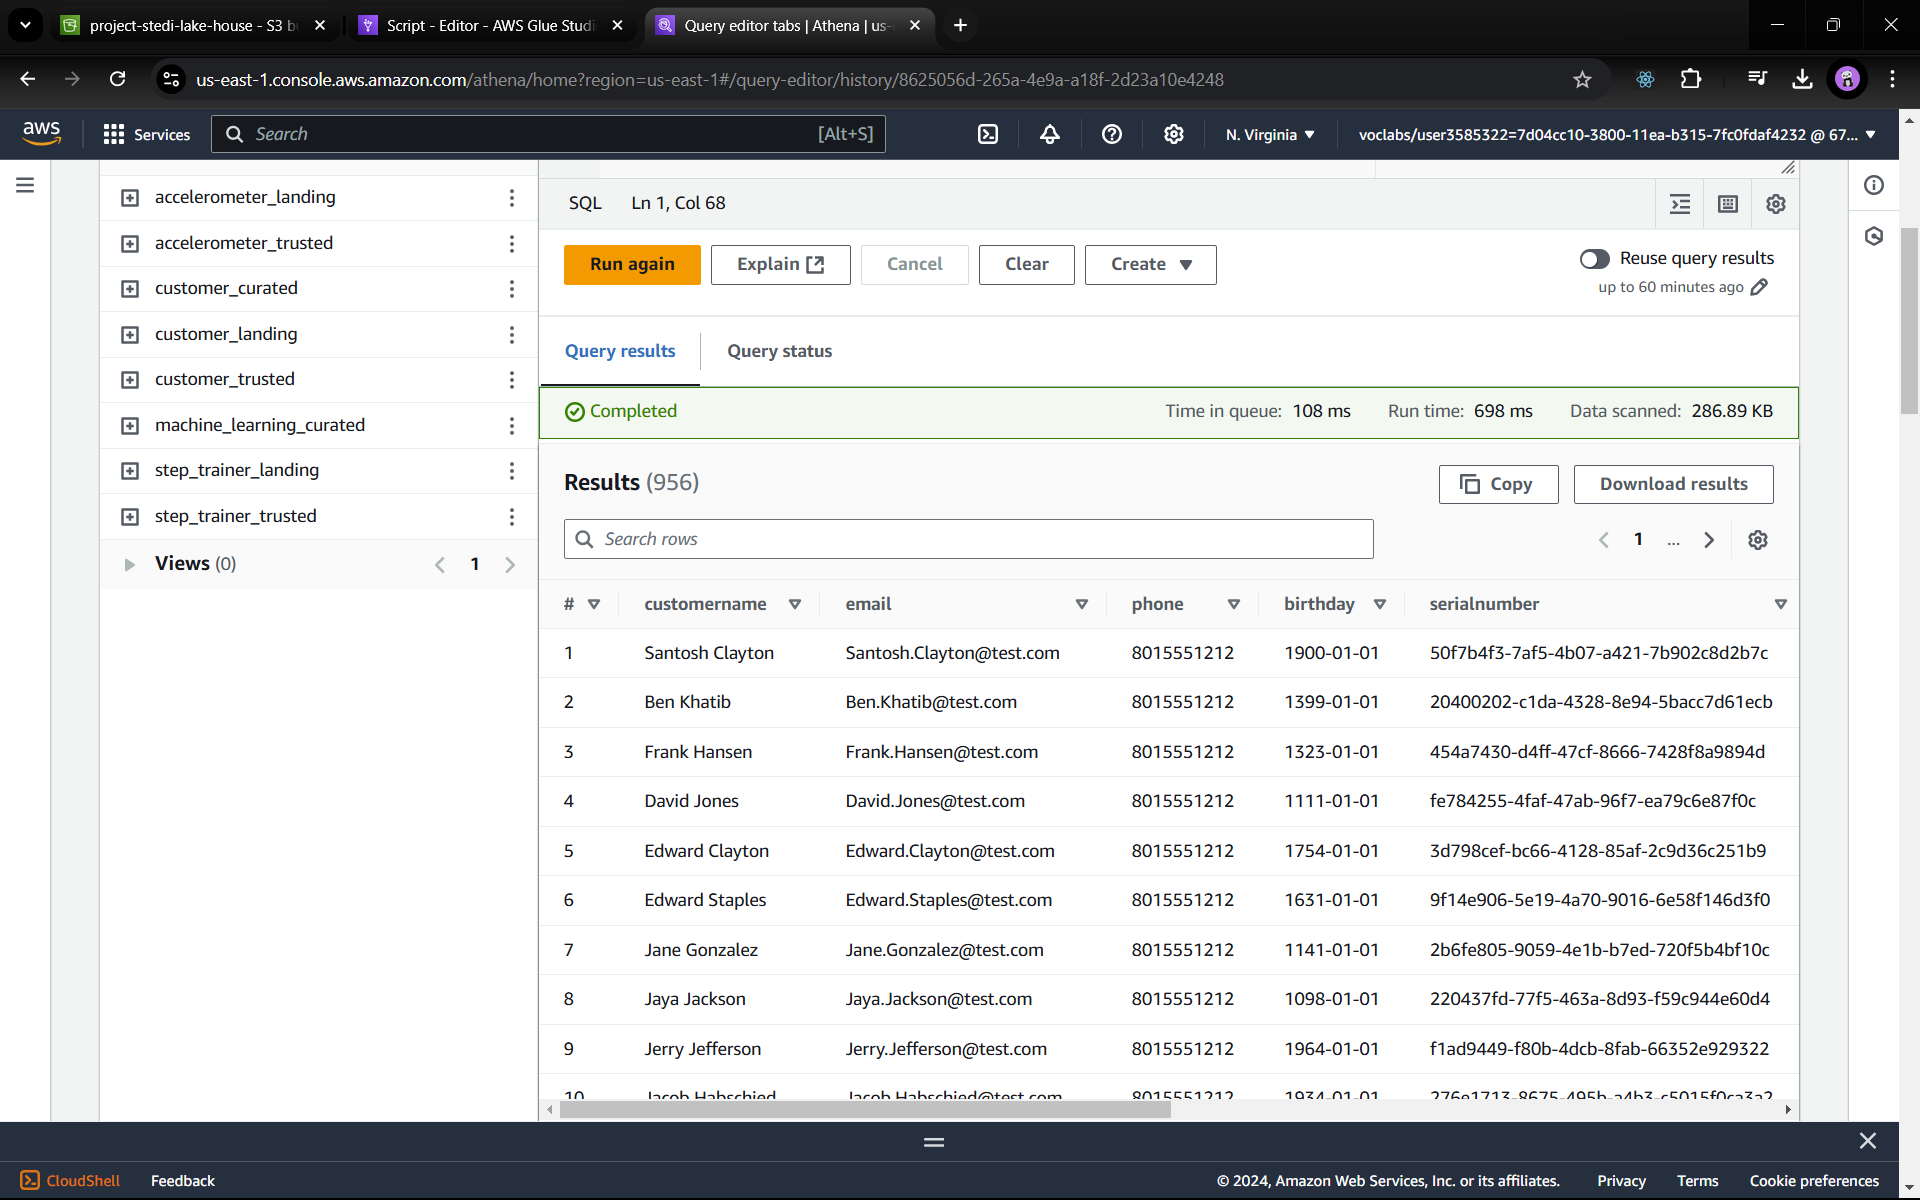 project-stedi-lake-house - S3 b
Script - Editor - AWS Glue Studi
Query editor tabs | Athena | us-
us-east-1.console.aws.amazon.com/athena/home?region=us-east-1#/query-editor/history/8625056d-265a-4e9a-a18f-2d23a10e4248
aws
Services
Search
[Alt+S]
N. Virginia
voclabs/user3585322=7d04cc10-3800-11ea-b315-7fc0fdaf4232 @ 67...
accelerometer_landing
accelerometer_trusted
customer_curated
customer_landing
customer_trusted
machine_learning_curated
step_trainer_landing
step_trainer_trusted
Views (0)
1
SQL Ln 1, Col 68
Run again
Explain
Cancel
Clear
Create
Reuse query results
up to 60 minutes ago
Query results
Query status
Completed
Time in queue: 108 ms Run time: 698 ms Data scanned: 286.89 KB
Results (956)
Copy
Download results
Search rows
1 ...
# customername email phone birthday serialnumber
1 Santosh Clayton Santosh.Clayton@test.com 8015551212 1900-01-01 50f7b4f3-7af5-4b07-a421-7b902c8d2b7c
2 Ben Khatib Ben.Khatib@test.com 8015551212 1399-01-01 20400202-c1da-4328-8e94-5bacc7d61ecb
3 Frank Hansen Frank.Hansen@test.com 8015551212 1323-01-01 454a7430-d4ff-47cf-8666-7428f8a9894d
4 David Jones David.Jones@test.com 8015551212 1111-01-01 fe784255-4faf-47ab-96f7-ea79c6e87f0c
5 Edward Clayton Edward.Clayton@test.com 8015551212 1754-01-01 3d798cef-bc66-4128-85af-2c9d36c251b9
6 Edward Staples Edward.Staples@test.com 8015551212 1631-01-01 9f14e906-5e19-4a70-9016-6e58f146d3f0
7 Jane Gonzalez Jane.Gonzalez@test.com 8015551212 1141-01-01 2b6fe805-9059-4e1b-b7ed-720f5b4bf10c
8 Jaya Jackson Jaya.Jackson@test.com 8015551212 1098-01-01 220437fd-77f5-463a-8d93-f59c944e60d4
9 Jerry Jefferson Jerry.Jefferson@test.com 8015551212 1964-01-01 f1ad9449-f80b-4dcb-8fab-66352e929322
10 Jacob Habschied Jacob.Habschied@test.com 8015551212 1934-01-01 276e1713-8675-495b-a4b3-c5015f0ca3a2
CloudShell
Feedback
© 2024, Amazon Web Services, Inc. or its affiliates.
Privacy
Terms
Cookie preferences